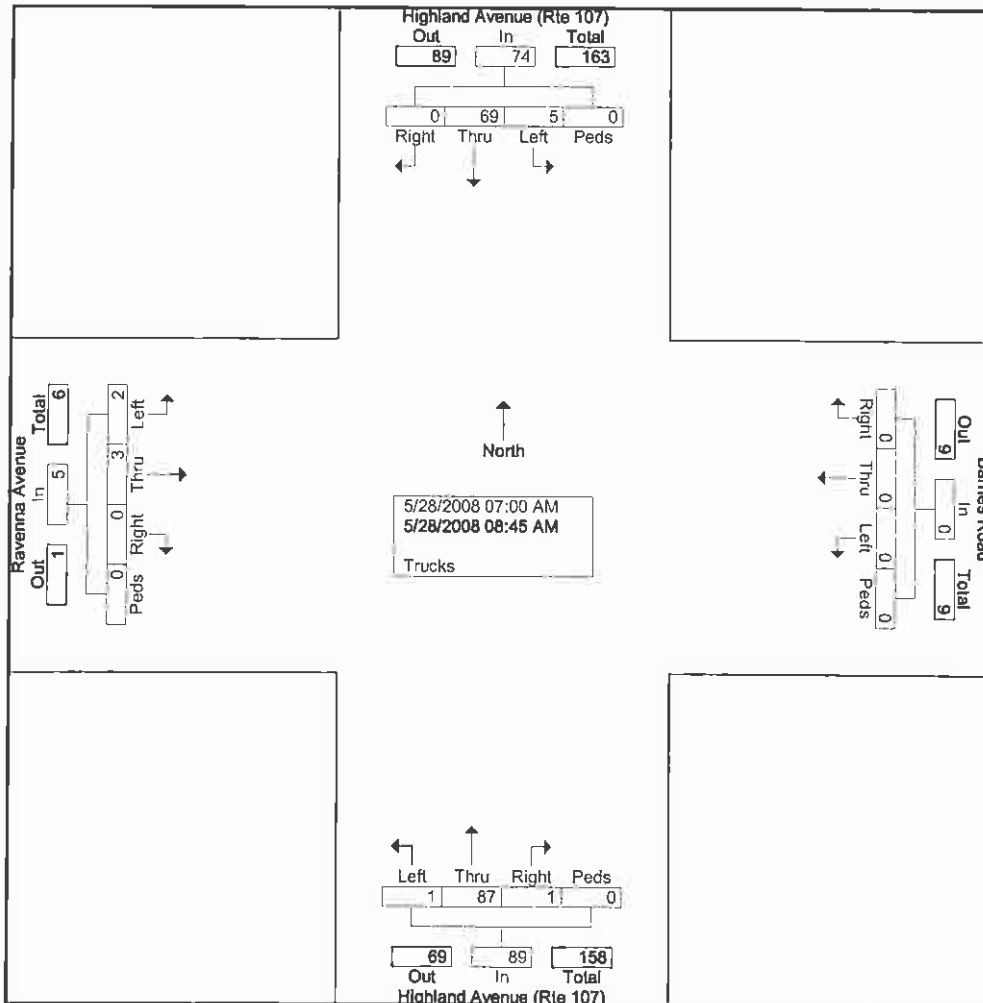 Highland Avenue (Rte 107)
Out In Total
89 74 163
0 69 5 0
Right Thru Left Peds
Ravenna Avenue
Total In Out
6 5 1
2 3 0 0
Left Thru Right Peds
North
5/28/2008 07:00 AM
5/28/2008 08:45 AM
Trucks
Right Thru Left Peds
0 0 0 0
Out In Total
9 0 9
Road
Left Thru Right Peds
1 87 1 0
69 89 158
Out In Total
Highland Avenue (Rte 107)